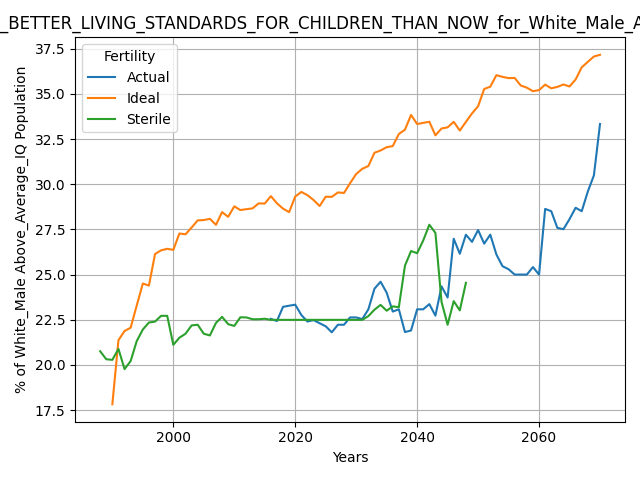 _BETTER_LIVING_STANDARDS_FOR_CHILDREN_THAN_NOW_for_White_Male_A
Fertility
Actual
Ideal
Sterile
% of White_Male Above_Average_IQ Population
37.5
35.0
32.5
30.0
27.5
25.0
22.5
20.0
17.5
2000
2020
2040
2060
Years